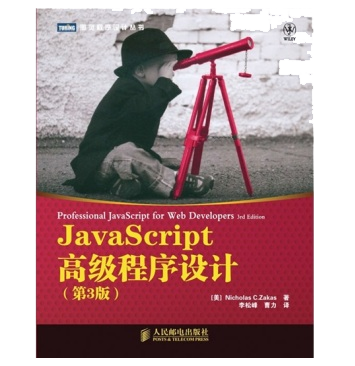 TURING 图灵程序设计丛书
WILEY
Professional JavaScript for Web Developers 3rd Edition
JavaScript
高级程序设计
(第3版)
[美] Nicholas C.Zakas 著
李松峰 曹力 译
人民邮电出版社
POSTS & TELECOM PRESS